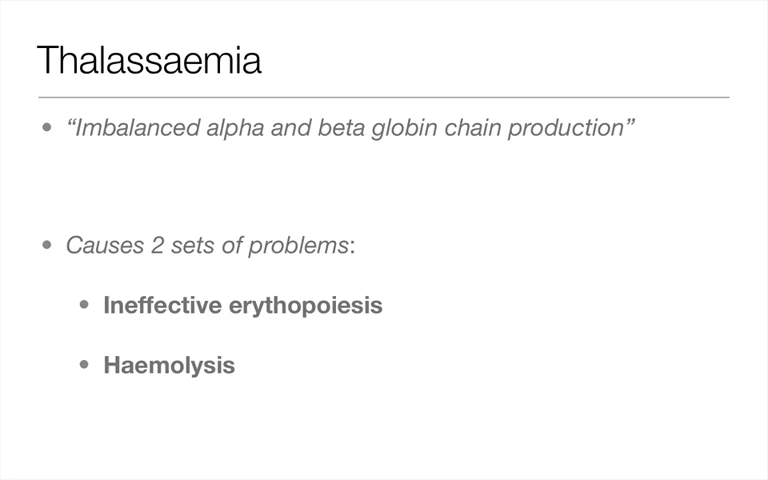 Thalassaemia
• “Imbalanced alpha and beta globin chain production”
• Causes 2 sets of problems:
• Ineffective erythopoiesis
• Haemolysis